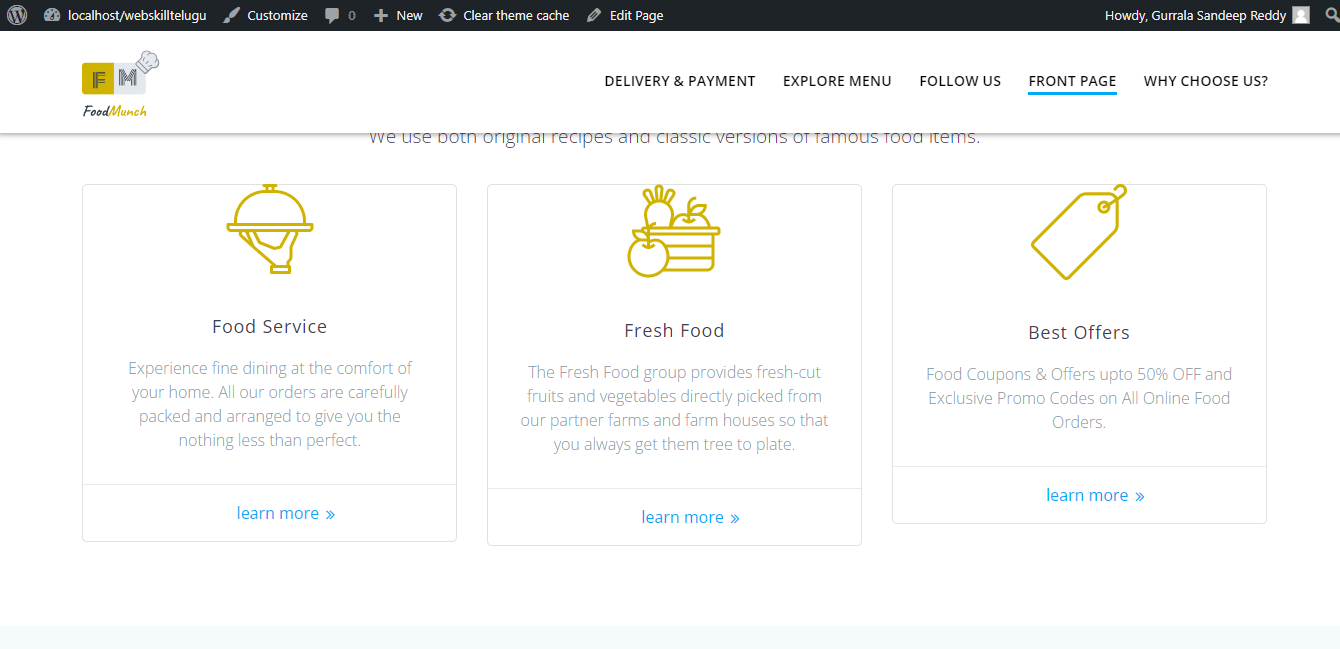 localhost/webskilltelugu Customize 0 New Clear theme cache Edit Page Howdy, Gurrala Sandeep Reddy
FM
FoodMunch
DELIVERY & PAYMENT EXPLORE MENU FOLLOW US FRONT PAGE WHY CHOOSE US?
We use both original recipes and classic versions of famous food items.
Food Service
Experience fine dining at the comfort of
your home. All our orders are carefully
packed and arranged to give you the
nothing less than perfect.
learn more »
Fresh Food
The Fresh Food group provides fresh-cut
fruits and vegetables directly picked from
our partner farms and farm houses so that
you always get them tree to plate.
learn more »
Best Offers
Food Coupons & Offers upto 50% OFF and
Exclusive Promo Codes on All Online Food
Orders.
learn more »